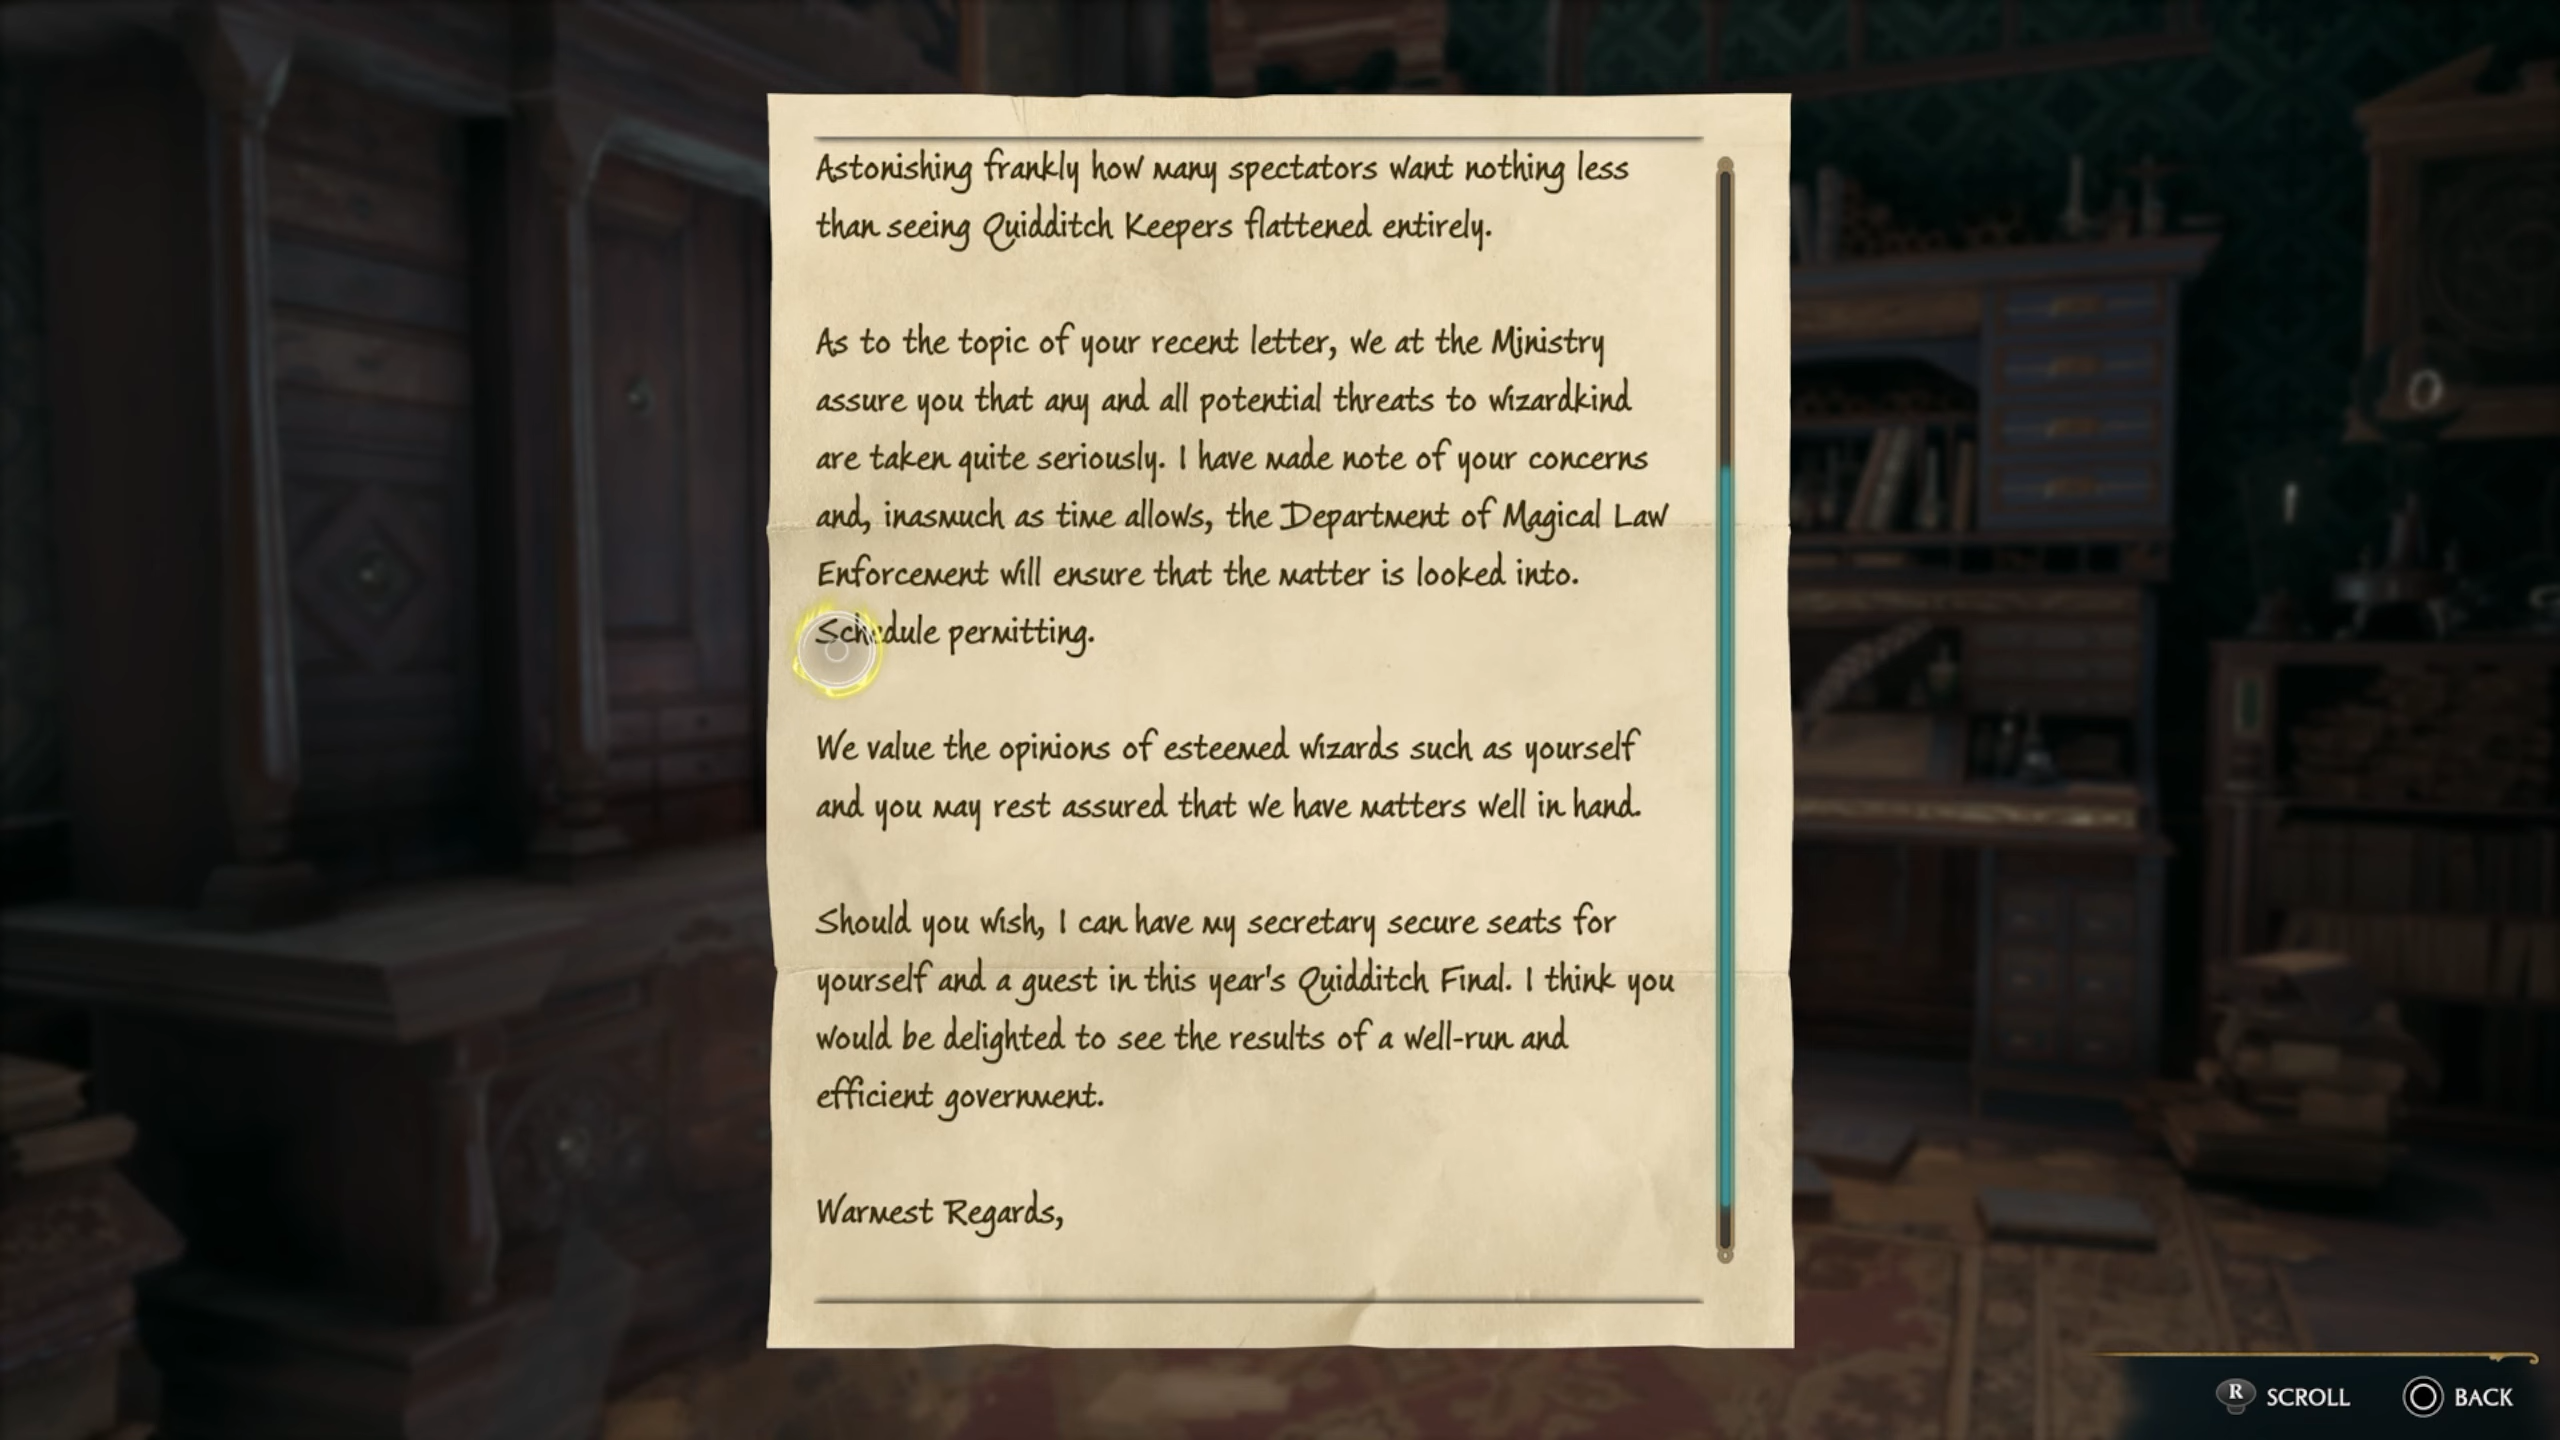 Astonishing frankly how many spectators want nothing less
than seeing Quidditch Keepers flattened entirely.
As to the topic of your recent letter, we at the Ministry
assure you that any and all potential threats to wizardkind
are taken quite seriously. I have made note of your concerns
and, inasmuch as time allows, the Department of Magical Law
Enforcement will ensure that the matter is looked into.
Schedule permitting.
We value the opinions of esteemed wizards such as yourself
and you may rest assured that we have matters well in hand.
Should you wish, I can have my secretary secure seats for
yourself and a guest in this year's Quidditch Final. I think you
would be delighted to see the results of a well-run and
efficient government.
Warmest Regards,
R SCROLL
BACK